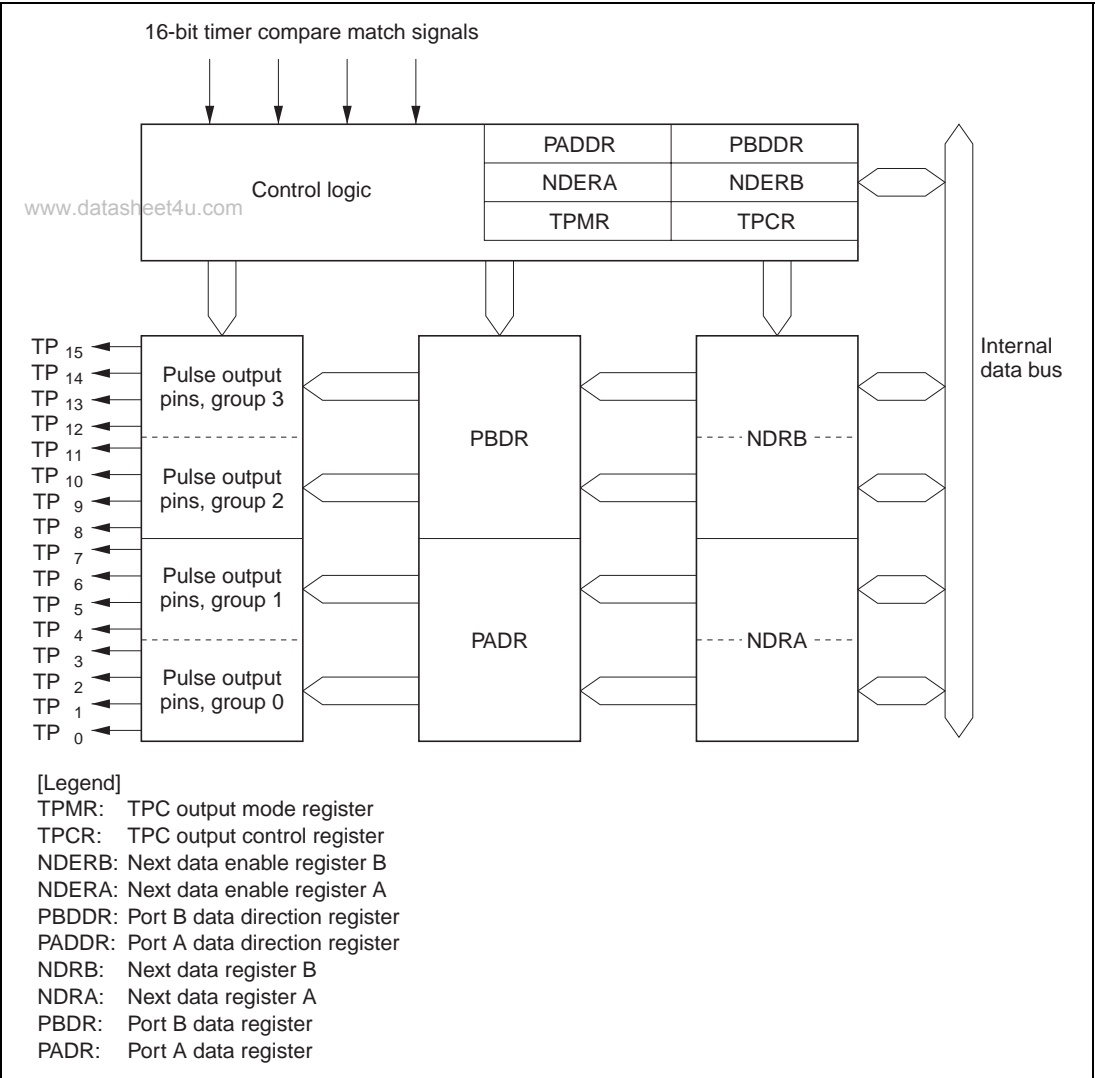 16-bit timer compare match signals
PADDR PBDDR
Control logic NDERA NDERB
www.datasheet4u.com
TPMR TPCR
Internal
data bus
TP 15
TP 14
TP 13
TP 12
TP 11
TP 10
TP 9
TP 8
TP 7
TP 6
TP 5
TP 4
TP 3
TP 2
TP 1
TP 0
Pulse output
pins, group 3
Pulse output
pins, group 2
Pulse output
pins, group 1
Pulse output
pins, group 0
PBDR
PADR
NDRB
NDRA
[Legend]
TPMR: TPC output mode register
TPCR: TPC output control register
NDERB: Next data enable register B
NDERA: Next data enable register A
PBDDR: Port B data direction register
PADDR: Port A data direction register
NDRB: Next data register B
NDRA: Next data register A
PBDR: Port B data register
PADR: Port A data register